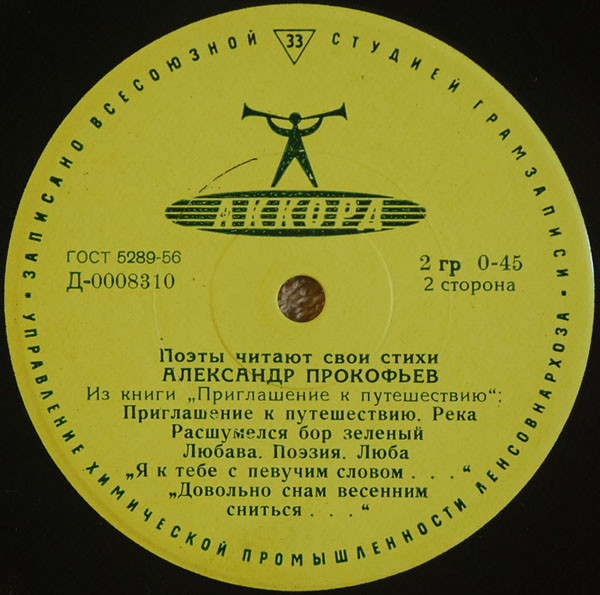 ЗАПИСАНО ВСЕСОЮЗНОЙ 33 СТУДИЕЙ ГРАМЗАПИСИ
АККОРД
ГОСТ 5289-56
Д-0008310
2 гр 0-45
2 сторона
Поэты читают свои стихи
АЛЕКСАНДР ПРОКОФЬЕВ
Из книги „Приглашение к путешествию“:
Приглашение к путешествию. Река
Расшумелся бор зеленый
Любава. Поэзия. Люба
„Я к тебе с певучим словом . . . “
„Довольно снам весенним
сниться . . . “
УПРАВЛЕНИЕ ХИМИЧЕСКОЙ ПРОМЫШЛЕННОСТИ ЛЕНСОВНАРХОЗА